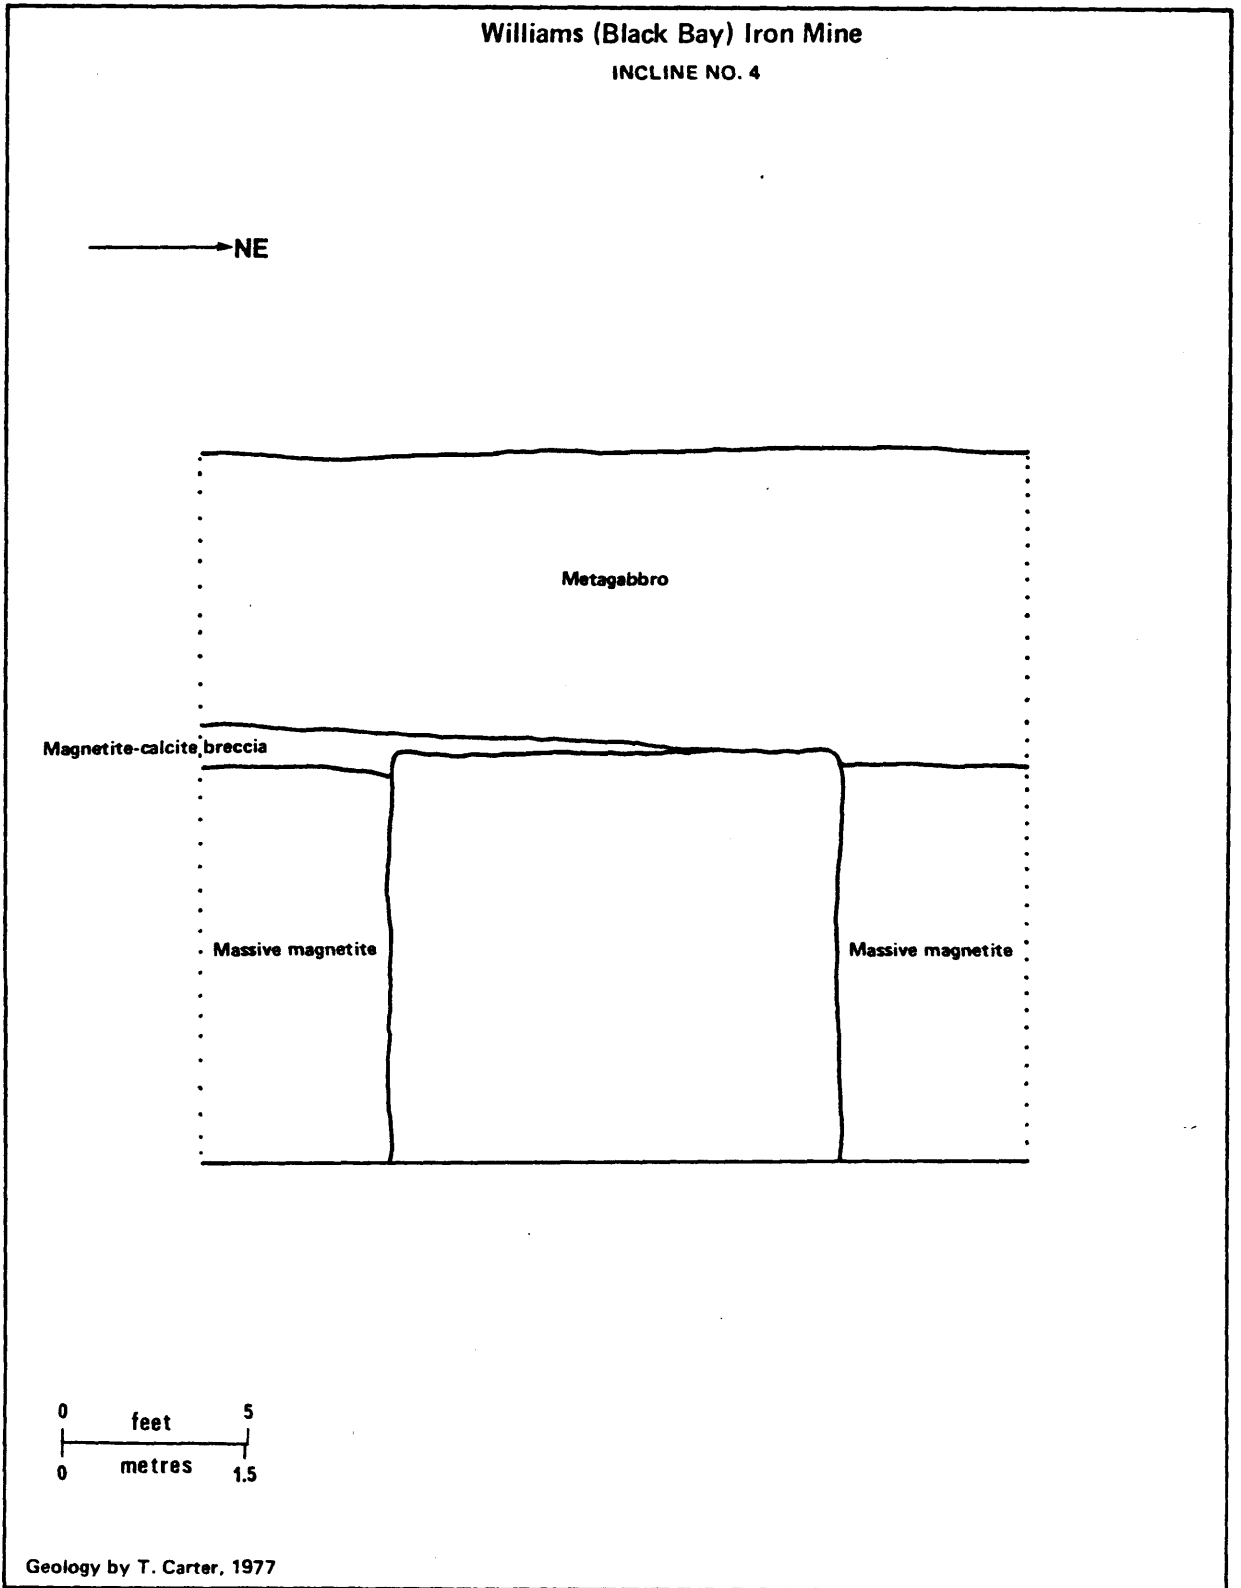 Williams (Black Bay) Iron Mine
INCLINE NO. 4
NE
Metagabbro
Magnetite-calcite breccia
Massive magnetite
Massive magnetite
0 feet 5
0 metres 1.5
Geology by T. Carter, 1977